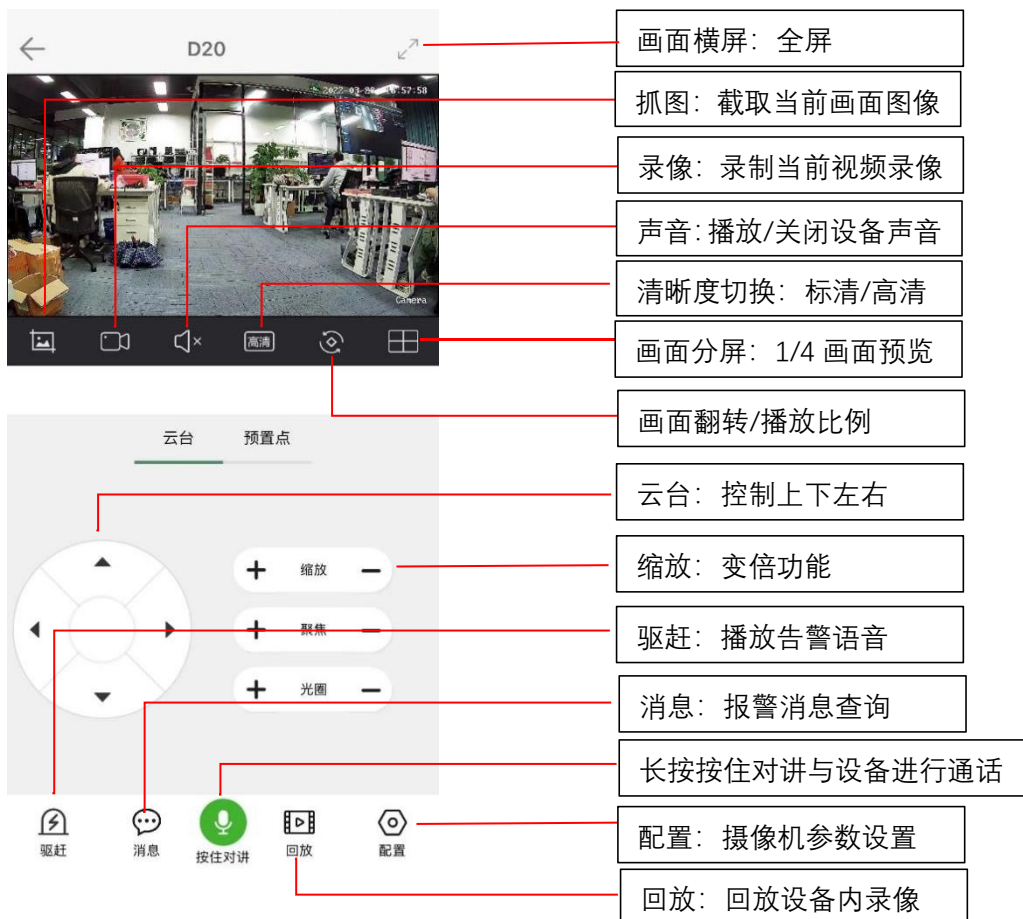 D20
画面横屏：全屏
抓图：截取当前画面图像
录像：录制当前视频录像
声音：播放/关闭设备声音
Camera
清晰度切换：标清/高清
高清
画面分屏：1/4 画面预览
画面翻转/播放比例
云台 预置点
云台：控制上下左右
缩放
缩放：变倍功能
聚焦
驱赶：播放告警语音
光圈
消息：报警消息查询
长按按住对讲与设备进行通话
驱赶 消息 按住对讲 回放 配置
配置：摄像机参数设置
回放：回放设备内录像